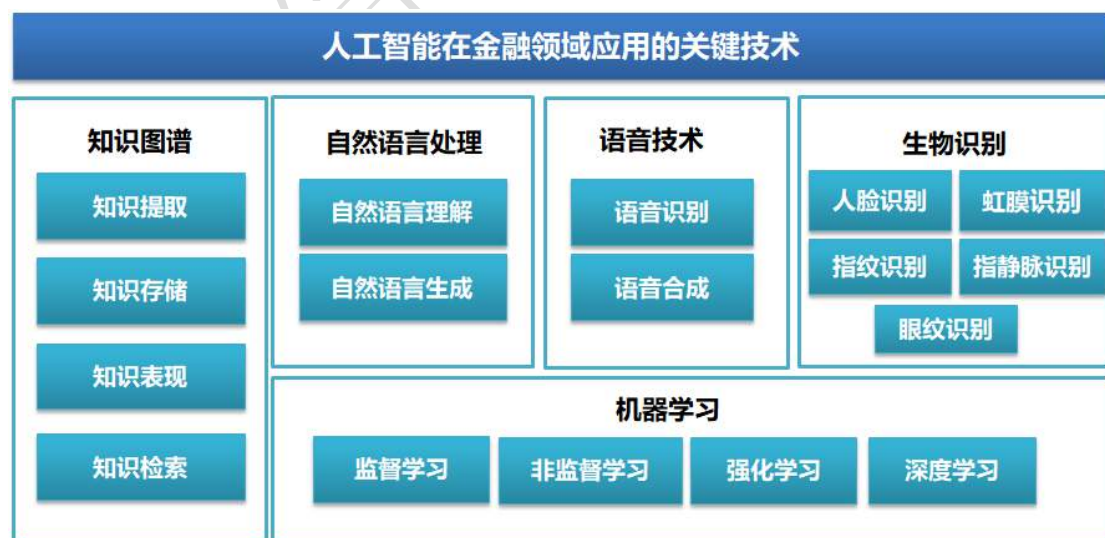 人工智能在金融领域应用的关键技术
知识图谱
知识提取
知识存储
知识表现
知识检索
自然语言处理
自然语言理解
自然语言生成
语音技术
语音识别
语音合成
生物识别
人脸识别
虹膜识别
指纹识别
指静脉识别
眼纹识别
机器学习
监督学习
非监督学习
强化学习
深度学习